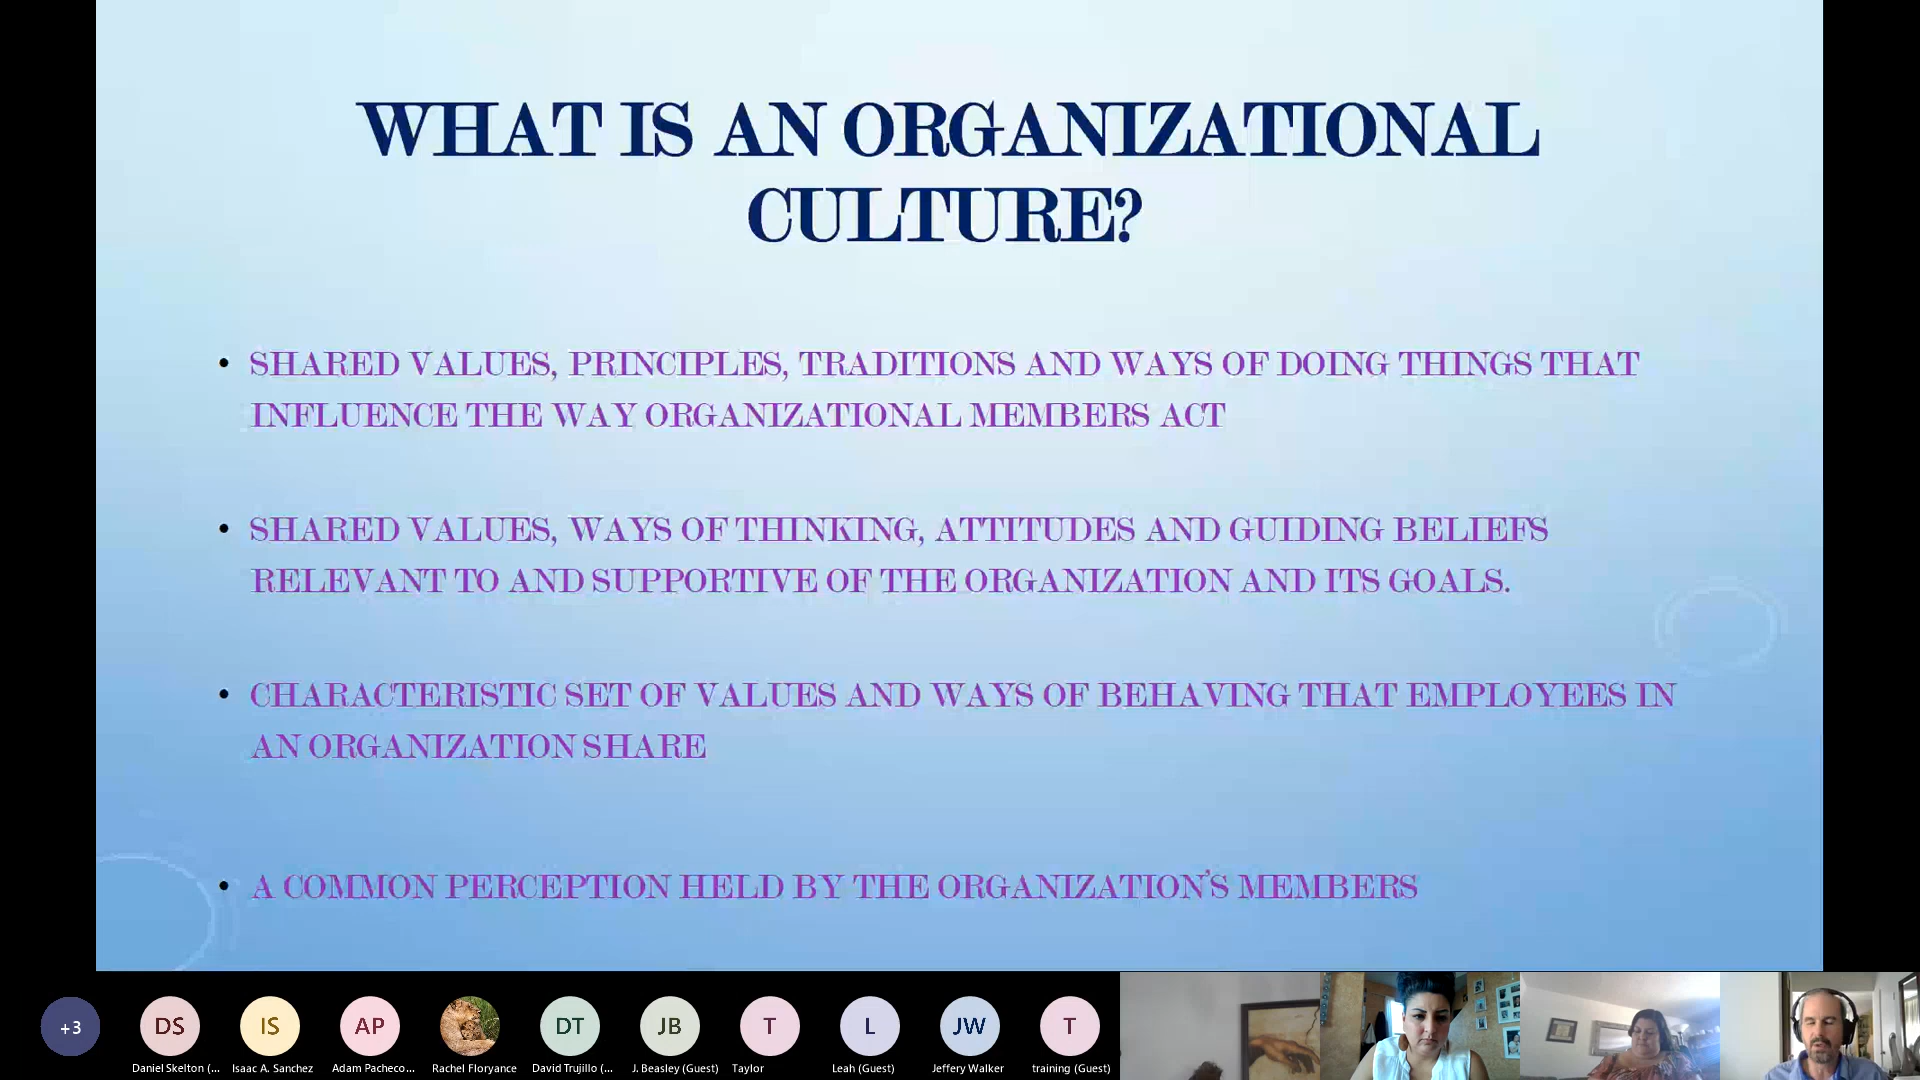 WHAT IS AN ORGANIZATIONAL
CULTURE?
• SHARED VALUES, PRINCIPLES, TRADITIONS AND WAYS OF DOING THINGS THAT
INFLUENCE THE WAY ORGANIZATIONAL MEMBERS ACT
• SHARED VALUES, WAYS OF THINKING, ATTITUDES AND GUIDING BELIEFS
RELEVANT TO AND SUPPORTIVE OF THE ORGANIZATION AND ITS GOALS.
• CHARACTERISTIC SET OF VALUES AND WAYS OF BEHAVING THAT EMPLOYEES IN
AN ORGANIZATION SHARE
• A COMMON PERCEPTION HELD BY THE ORGANIZATION'S MEMBERS
+3 DS IS AP DT JB T L JW T
Daniel Skelton (... Isaac A. Sanchez Adam Pacheco... Rachel Floryance David Trujillo (... J. Beasley (Guest) Taylor Leah (Guest) Jeffery Walker training (Guest)